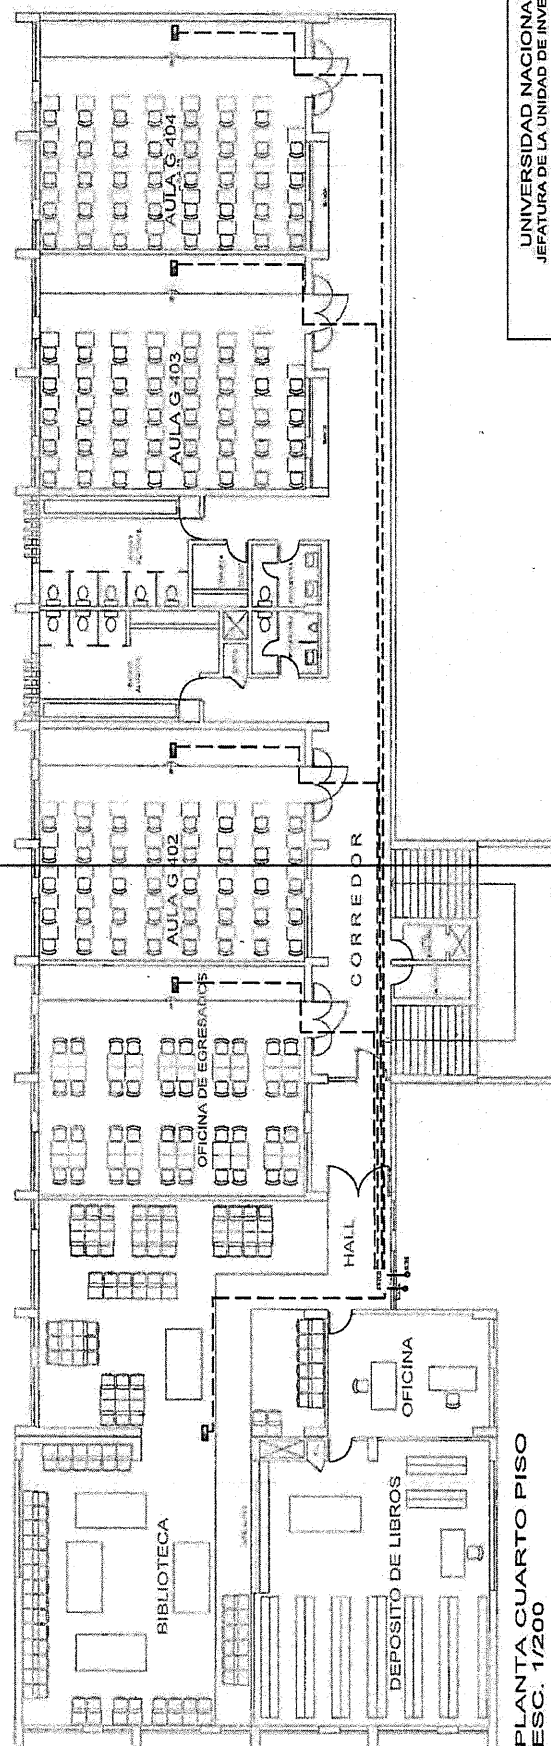 UNIVERSIDAD NACIONA
JEFATURA DE LA UNIDAD DE INVE
AULA G 404
AULA G 403
AULA G 402
CORREDOR
OFICINA DE EGRESADOS
HALL
OFICINA
BIBLIOTECA
DEPOSITO DE LIBROS
PLANTA CUARTO PISO
ESC. 1/200